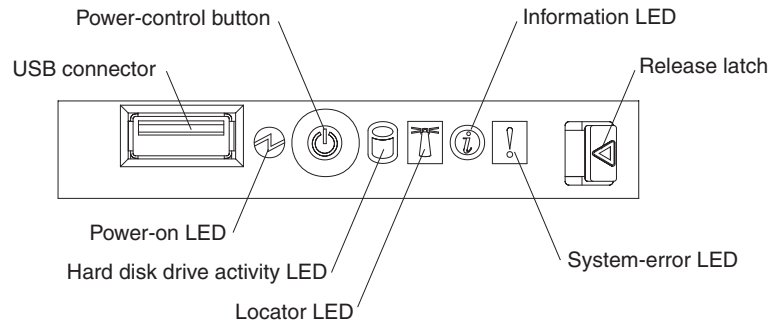 Power-control button
Information LED
USB connector
Release latch
Power-on LED
System-error LED
Hard disk drive activity LED
Locator LED